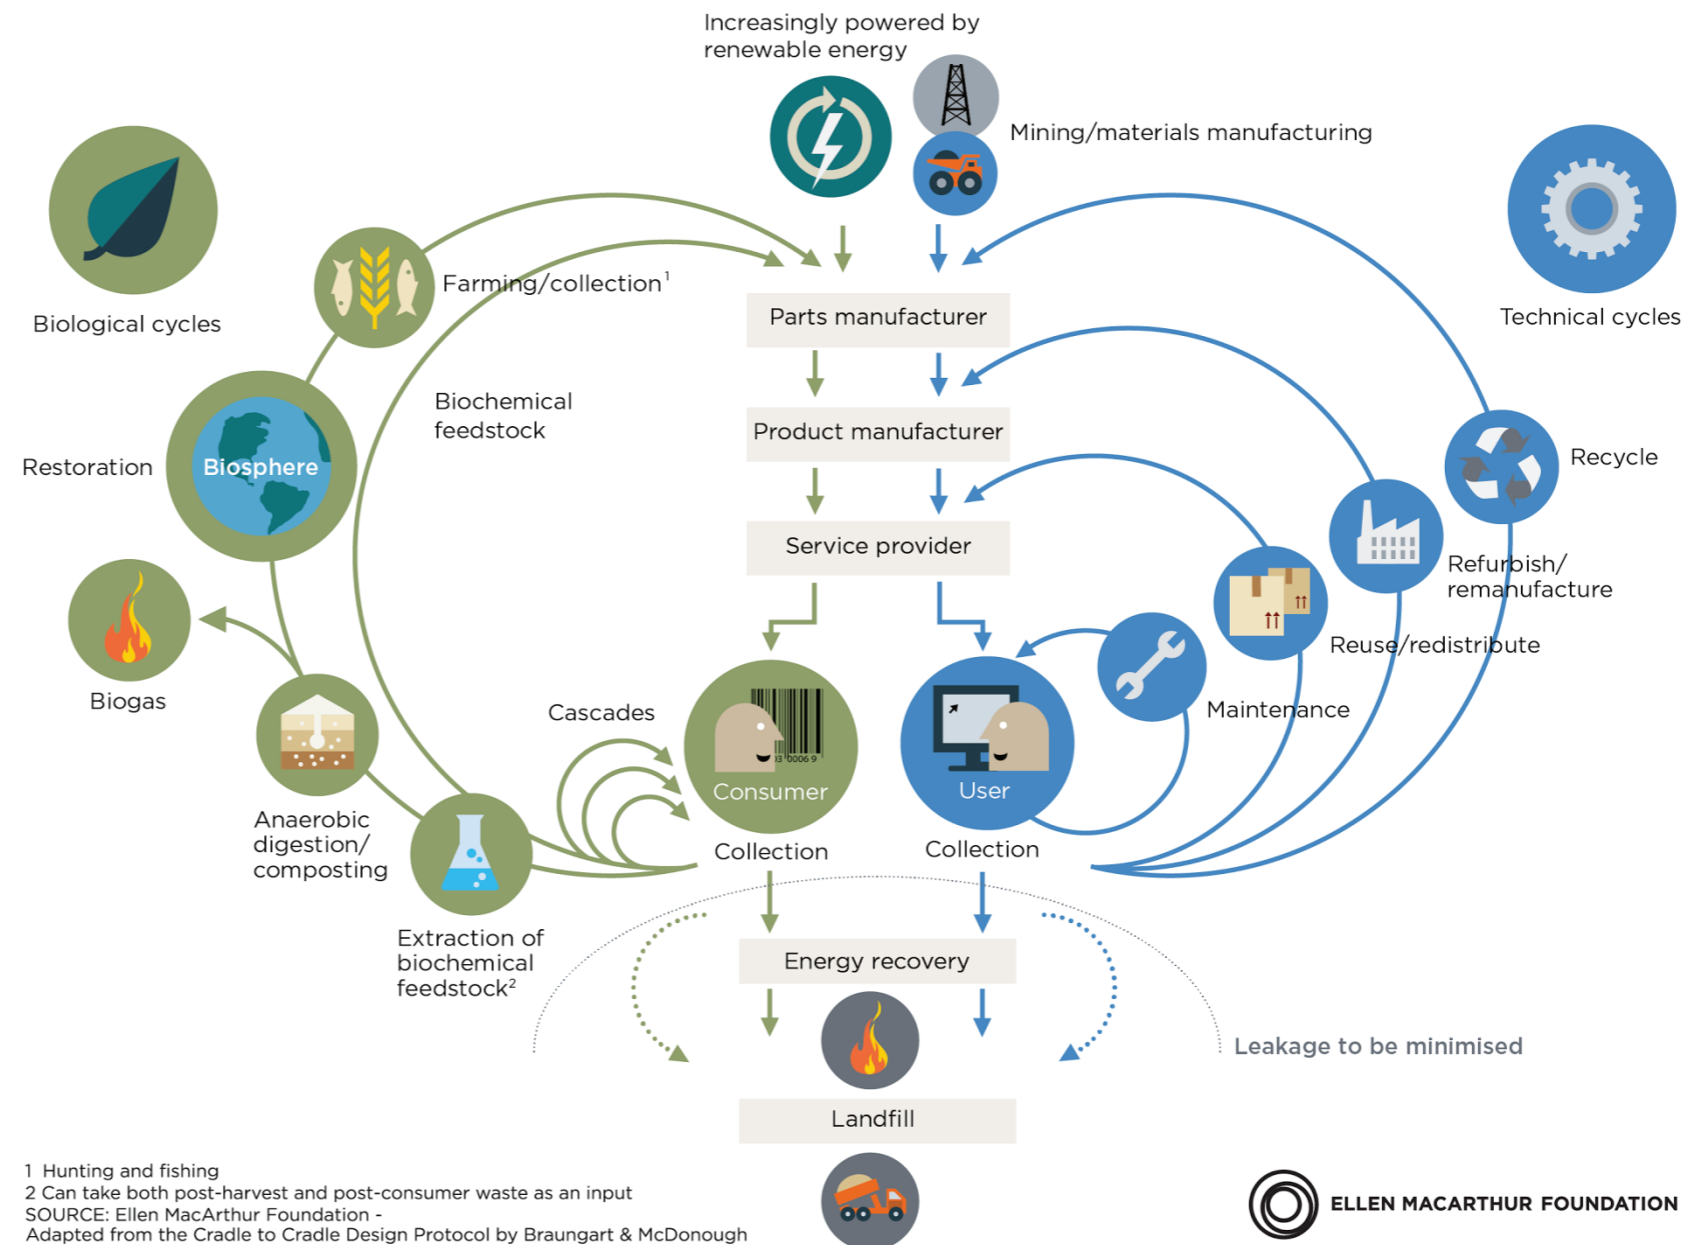 Increasingly powered by
renewable energy
Mining/materials manufacturing
Biological cycles
Technical cycles
Farming/collection¹
Parts manufacturer
Biochemical
feedstock
Product manufacturer
Restoration
Biosphere
Recycle
Service provider
Refurbish/
remanufacture
Reuse/redistribute
Biogas
Cascades
Maintenance
03 0006 9
Consumer
User
Anaerobic
digestion/
composting
Collection
Collection
Extraction of
biochemical
feedstock²
Energy recovery
Leakage to be minimised
Landfill
1 Hunting and fishing
2 Can take both post-harvest and post-consumer waste as an input
SOURCE: Ellen MacArthur Foundation -
Adapted from the Cradle to Cradle Design Protocol by Braungart & McDonough
ELLEN MACARTHUR FOUNDATION